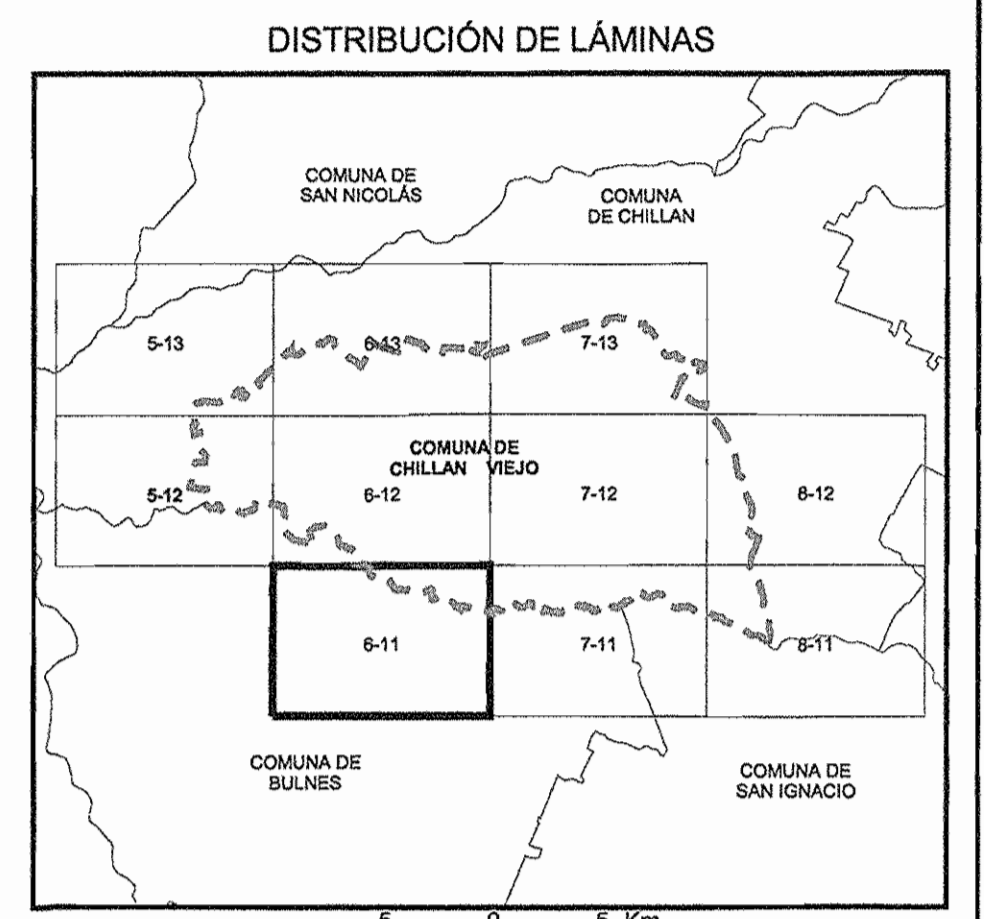 DISTRIBUCIÓN DE LÁMINAS
COMUNA DE
SAN NICOLÁS
COMUNA
DE CHILLAN
5-13
6-13
7-13
COMUNA DE
CHILLAN VIEJO
5-12
6-12
7-12
8-12
6-11
7-11
8-11
COMUNA DE
BULNES
COMUNA DE
SAN IGNACIO
5 0 5 Km